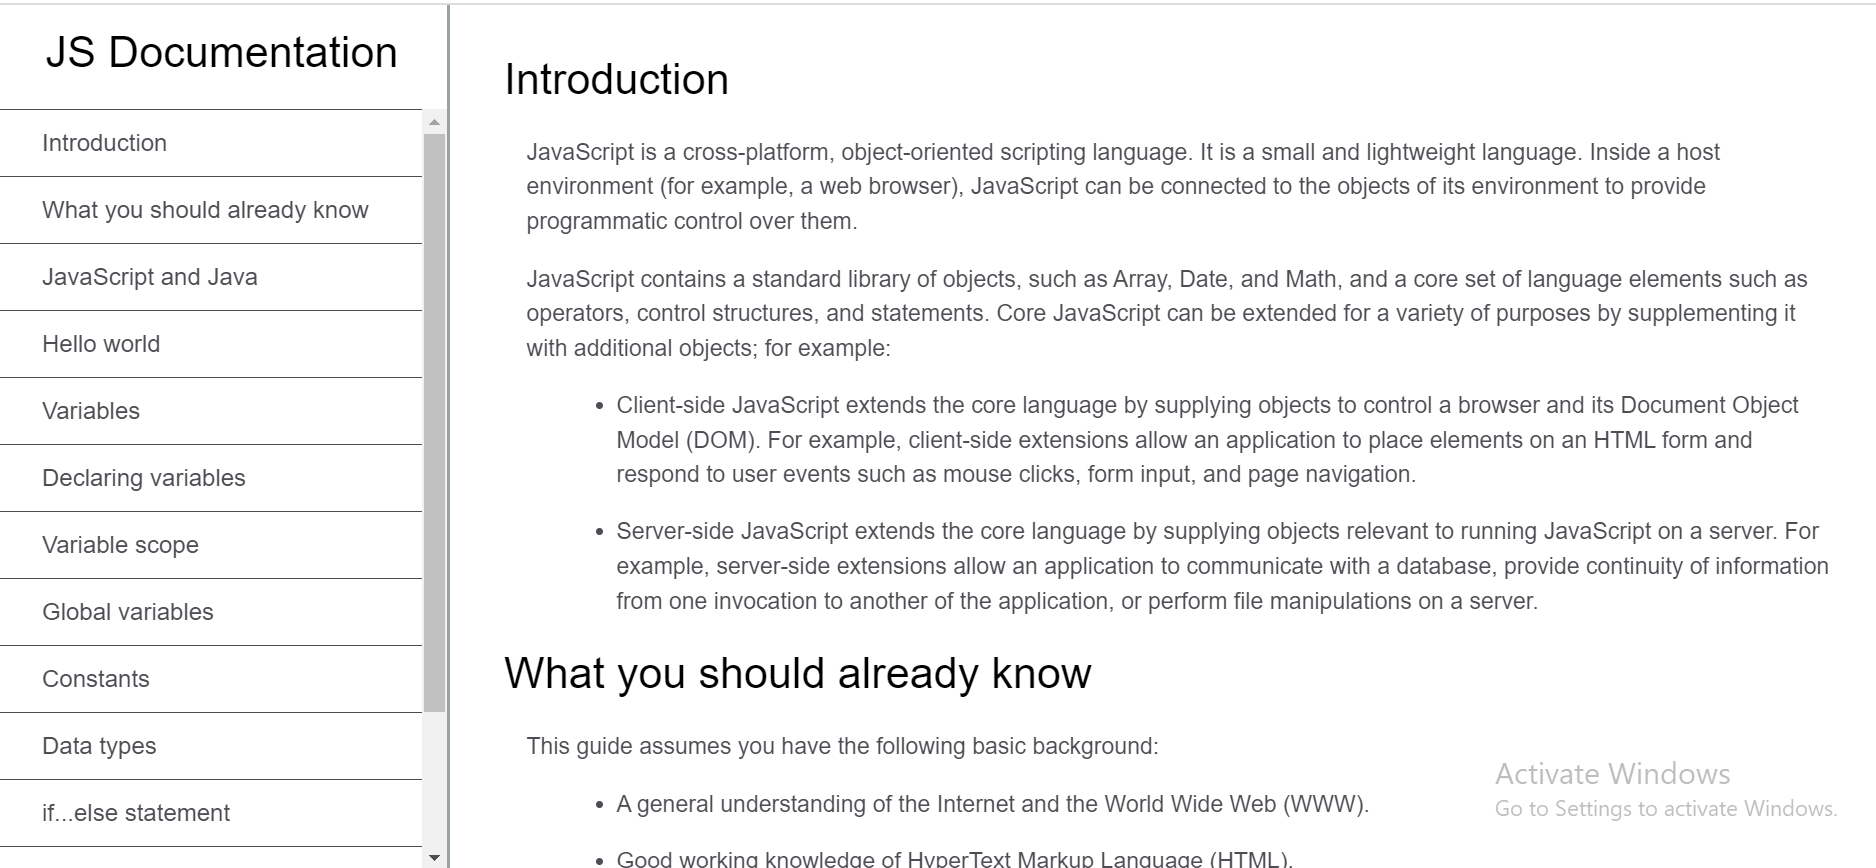 JS Documentation
Introduction
What you should already know
JavaScript and Java
Hello world
Variables
Declaring variables
Variable scope
Global variables
Constants
Data types
if...else statement
Introduction
JavaScript is a cross-platform, object-oriented scripting language. It is a small and lightweight language. Inside a host
environment (for example, a web browser), JavaScript can be connected to the objects of its environment to provide
programmatic control over them.
JavaScript contains a standard library of objects, such as Array, Date, and Math, and a core set of language elements such as
operators, control structures, and statements. Core JavaScript can be extended for a variety of purposes by supplementing it
with additional objects; for example:
• Client-side JavaScript extends the core language by supplying objects to control a browser and its Document Object
Model (DOM). For example, client-side extensions allow an application to place elements on an HTML form and
respond to user events such as mouse clicks, form input, and page navigation.
• Server-side JavaScript extends the core language by supplying objects relevant to running JavaScript on a server. For
example, server-side extensions allow an application to communicate with a database, provide continuity of information
from one invocation to another of the application, or perform file manipulations on a server.
What you should already know
This guide assumes you have the following basic background:
• A general understanding of the Internet and the World Wide Web (WWW).
• Good working knowledge of HyperText Markup Language (HTML).
Activate Windows
Go to Settings to activate Windows.